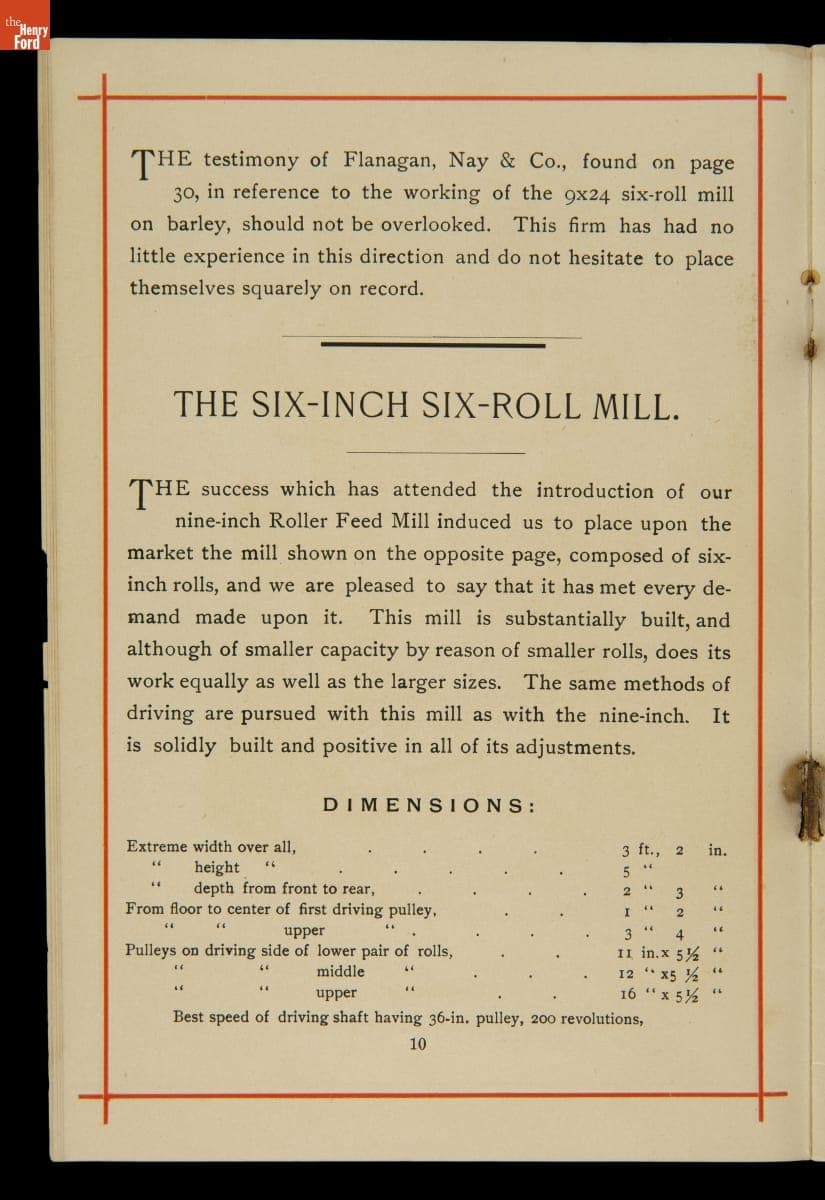 the
Henry
Ford
THE testimony of Flanagan, Nay & Co., found on page
30, in reference to the working of the 9x24 six-roll mill
on barley, should not be overlooked. This firm has had no
little experience in this direction and do not hesitate to place
themselves squarely on record.
THE SIX-INCH SIX-ROLL MILL.
THE success which has attended the introduction of our
nine-inch Roller Feed Mill induced us to place upon the
market the mill shown on the opposite page, composed of six-
inch rolls, and we are pleased to say that it has met every de-
mand made upon it. This mill is substantially built, and
although of smaller capacity by reason of smaller rolls, does its
work equally as well as the larger sizes. The same methods of
driving are pursued with this mill as with the nine-inch. It
is solidly built and positive in all of its adjustments.
DIMENSIONS:
Extreme width over all, . . . . 3 ft., 2 in.
“ height “ . . . . . 5 “
“ depth from front to rear, . . . . 2 “ 3 “
From floor to center of first driving pulley, . . 1 “ 2 “
“ “ upper “ . . . . 3 “ 4 “
Pulleys on driving side of lower pair of rolls, . . 11 in. x 5½ “
“ “ middle “ . . . 12 “ x5 ½ “
“ “ upper “ . . 16 “ x 5½ “
Best speed of driving shaft having 36-in. pulley, 200 revolutions,
10